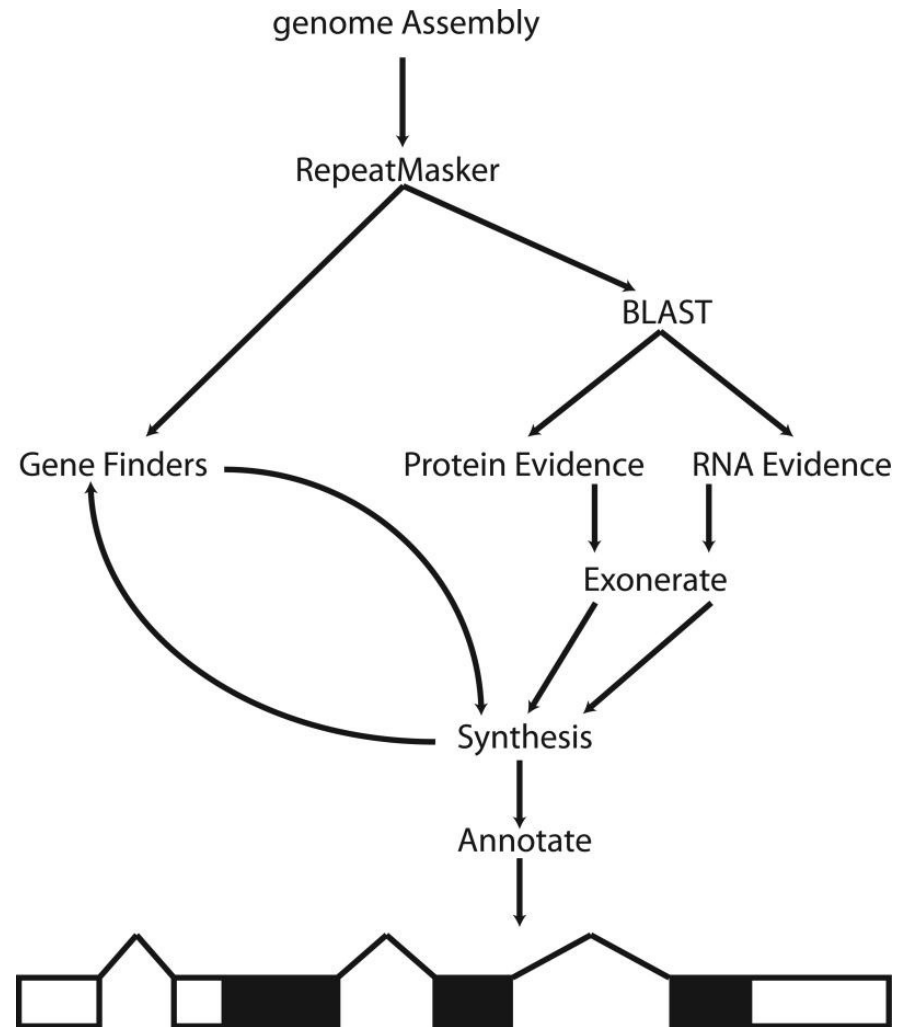 genome Assembly
RepeatMasker
BLAST
Gene Finders
Protein Evidence
RNA Evidence
Exonerate
Synthesis
Annotate